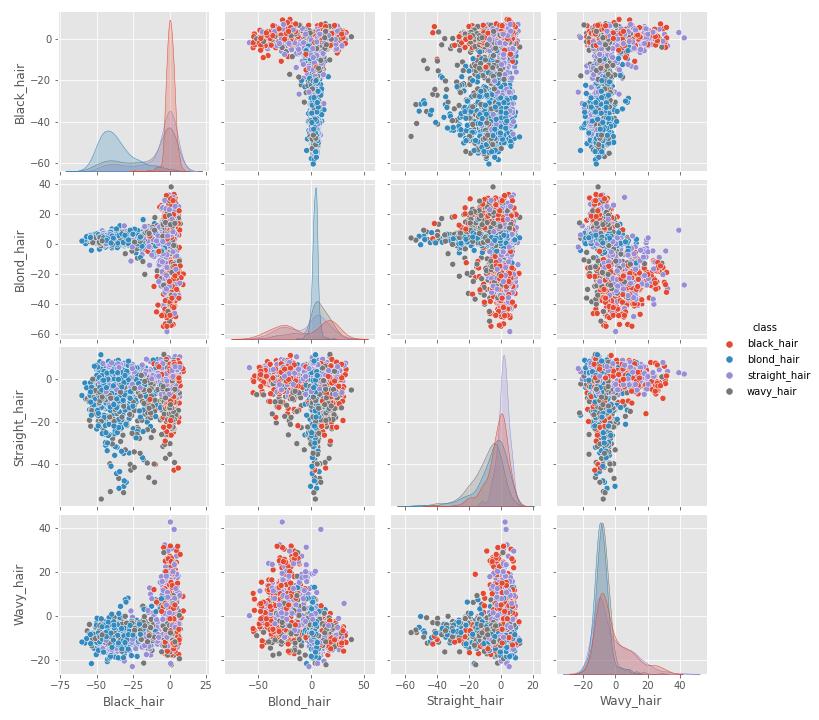 Black_hair
0
−20
−40
−60
Blond_hair
40
20
0
−20
−40
−60
class
black_hair
blond_hair
straight_hair
wavy_hair
Straight_hair
0
−20
−40
Wavy_hair
40
20
0
−20
−75 −50 −25 0 25
−50 0 50
−60 −40 −20 0 20
−20 0 20 40
Black_hair
Blond_hair
Straight_hair
Wavy_hair